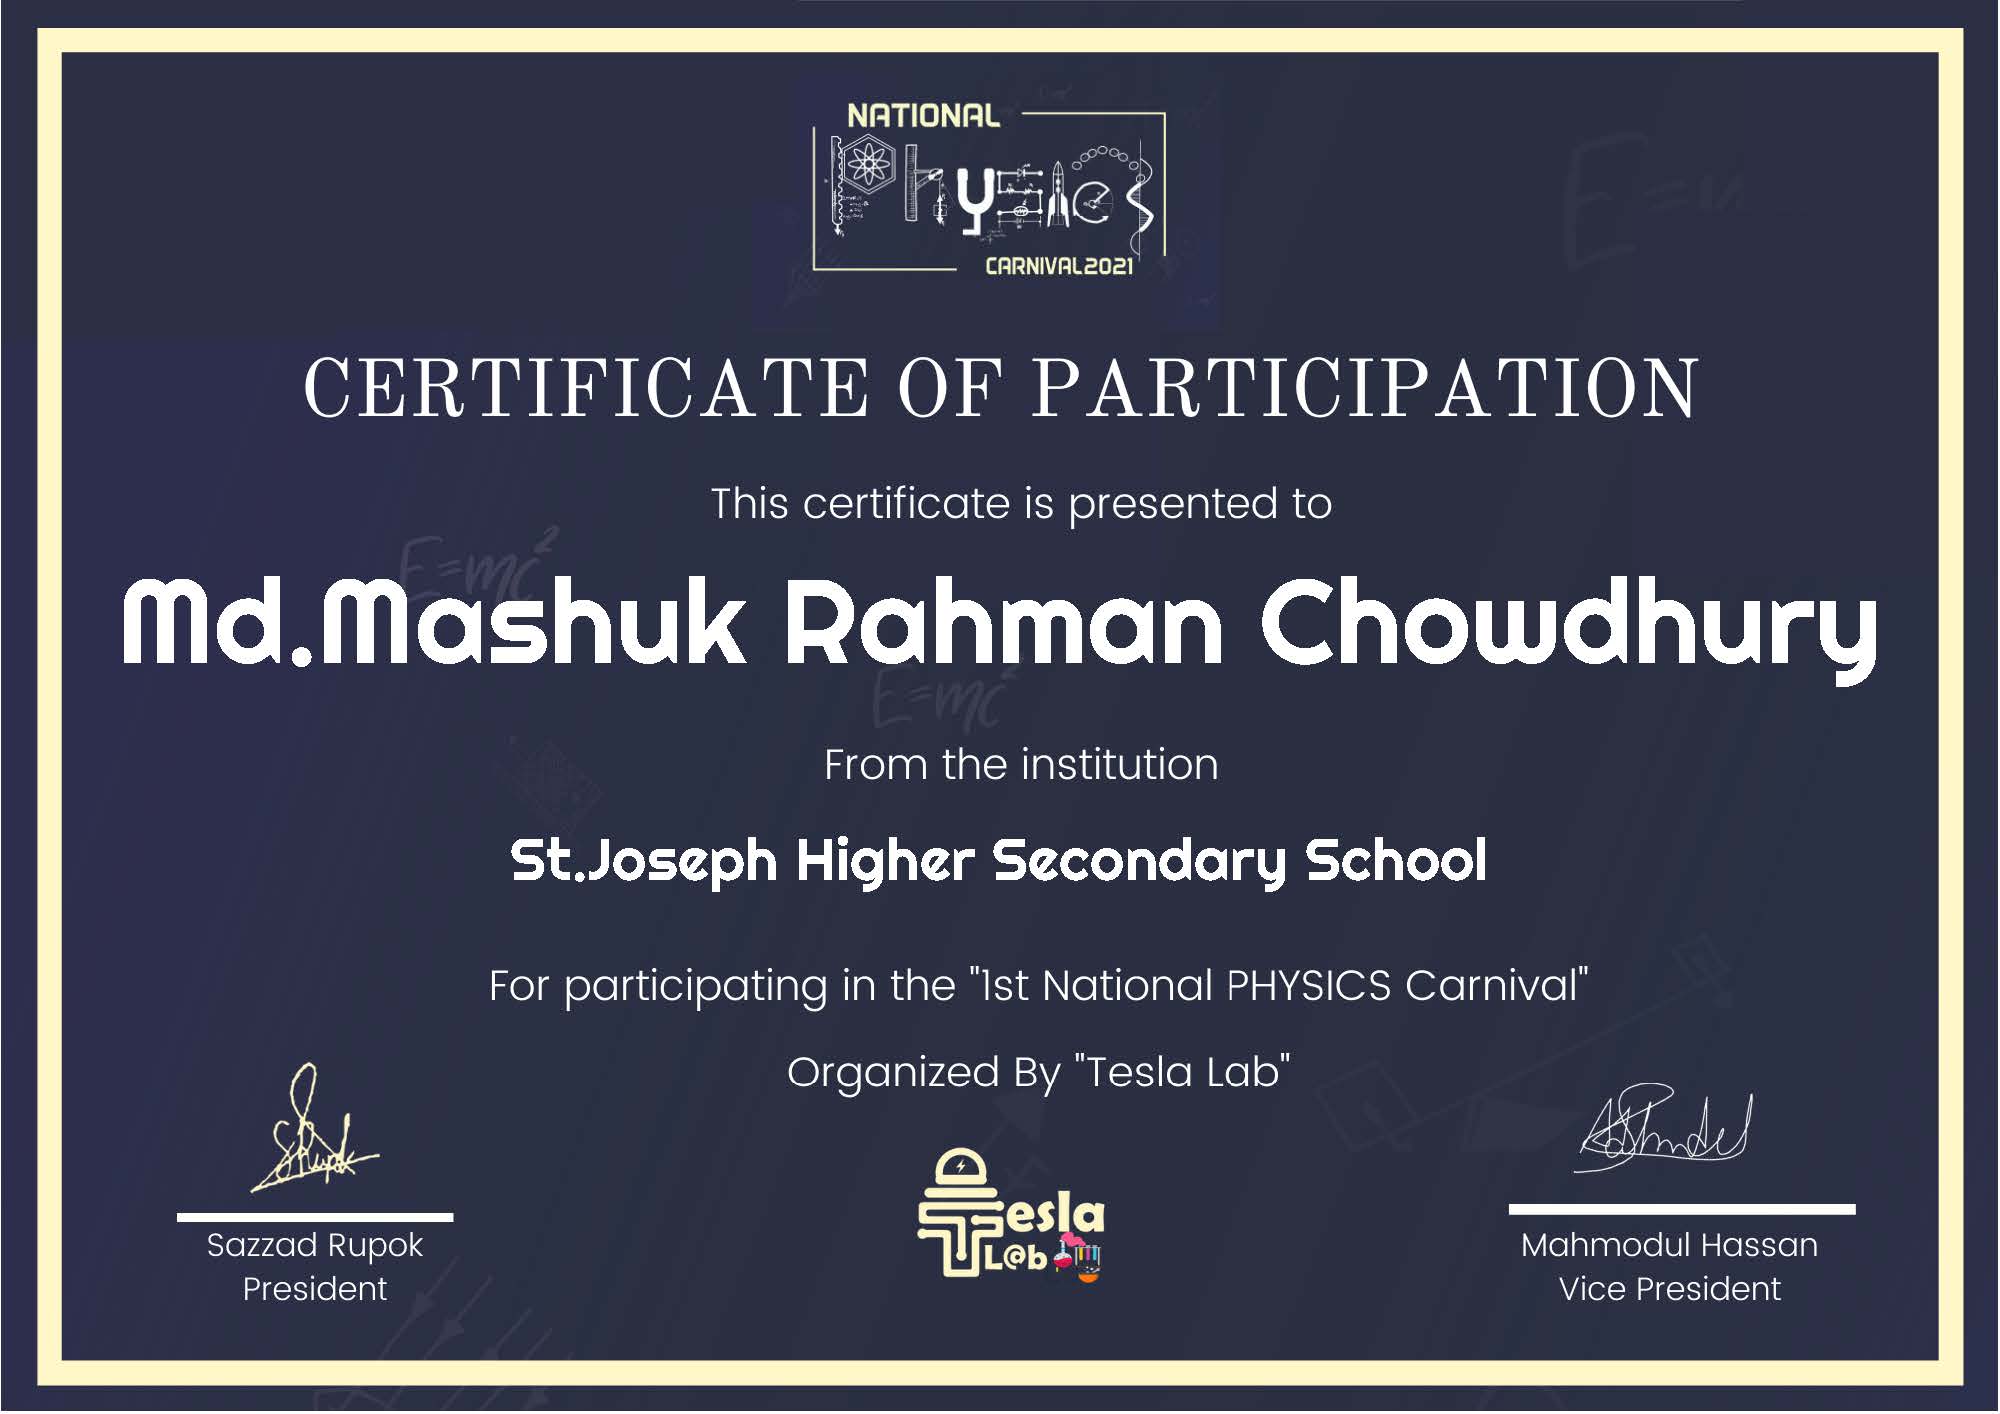 NATIONAL
Physics
CARNIVAL2021
CERTIFICATE OF PARTICIPATION
This certificate is presented to
E=mc²
Md.Mashuk Rahman Chowdhury
E=mc²
From the institution
St.Joseph Higher Secondary School
For participating in the "1st National PHYSICS Carnival"
Organized By "Tesla Lab"
Tesla
L@b
Sazzad Rupok
President
Mahmodul Hassan
Vice President